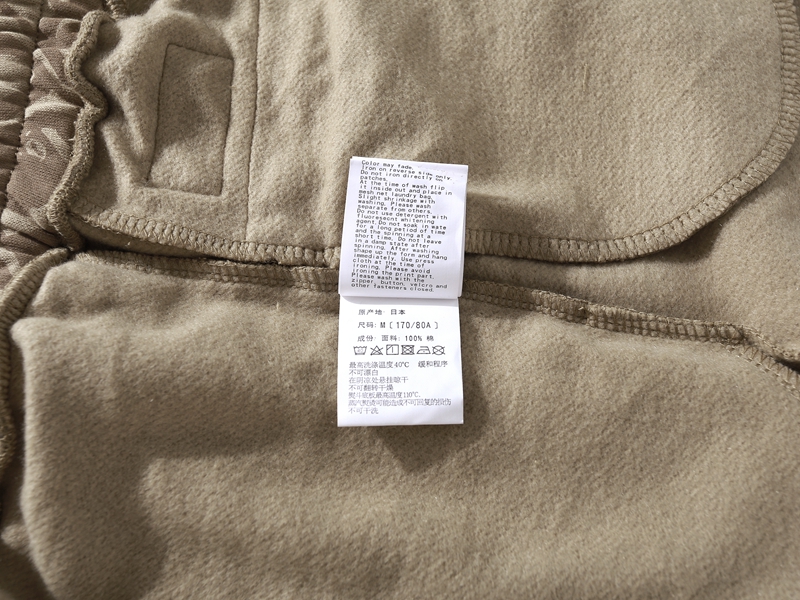 Color may fade.
Iron on reverse side only.
Do not iron directly on
patches.
At the time of wash flip
it inside out and place in
mesh net laundry bag.
Slight shrinkage with
washing. Please wash
separate from others.
Do not use detergent with
fluoresecnt whitening
agent.Do not soak in wate
for a long period of time
and the spinning at a
short time. Do not leave
in a damp state after
spinning. After washing
shape up the form and hang
immediately. Use press
cloth at the time of
ironing. Please avoid
ironing the print part.
Please wash with the
zipper, button, velcro and
other fasteners closed.
原产地: 日本
尺码: M [170/80A]
成份: 面料: 100% 棉
最高洗涤温度40℃ 缓和程序
不可漂白
在阴凉处悬挂晾干
不可翻转干燥
熨斗底板最高温度110℃.
蒸汽熨烫可能造成不可回复的损伤
不可干洗